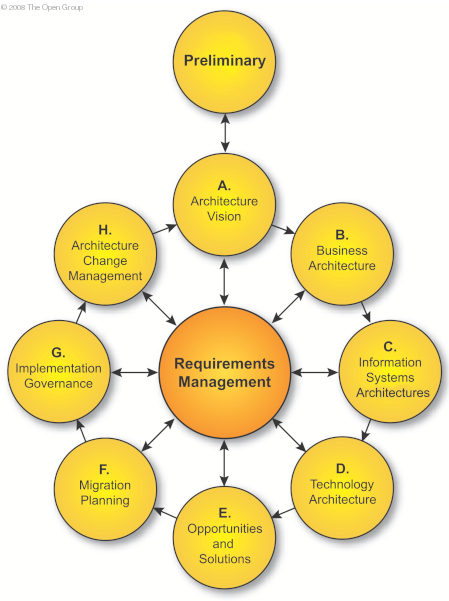 © 2008 The Open Group
Preliminary
A.
Architecture
Vision
H.
Architecture
Change
Management
B.
Business
Architecture
G.
Implementation
Governance
Requirements
Management
C.
Information
Systems
Architectures
F.
Migration
Planning
D.
Technology
Architecture
E.
Opportunities
and
Solutions